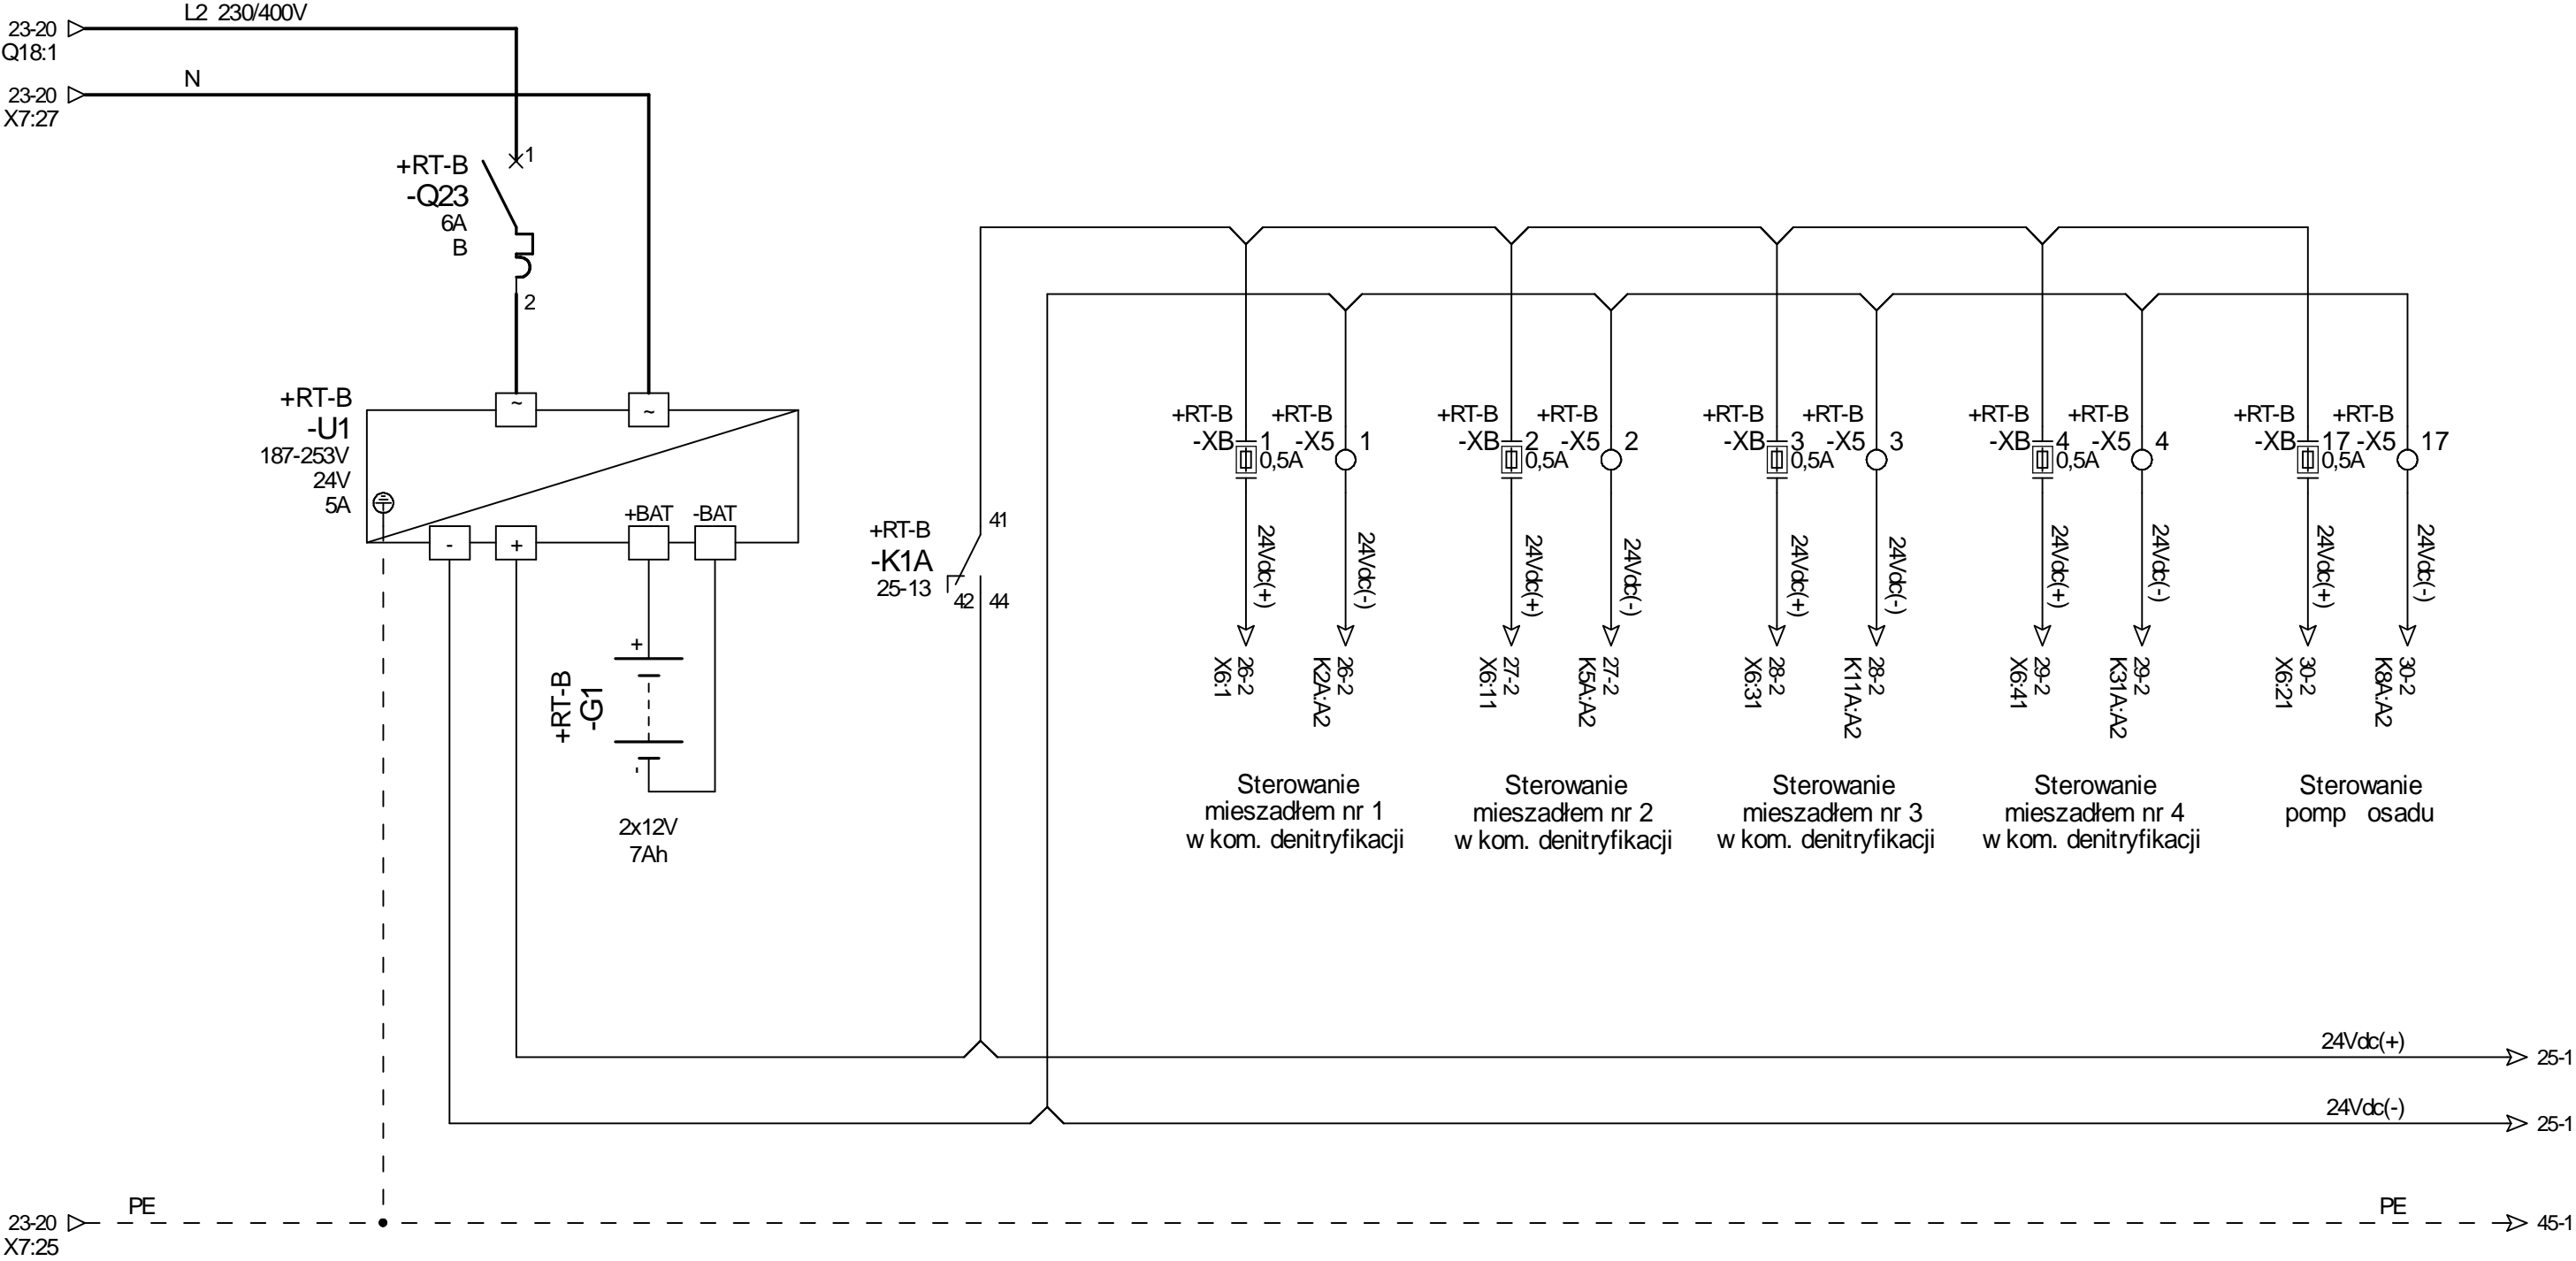 L2 230/400V
23-20
Q18:1
N
23-20
X7:27
+RT-B
-Q23
6A
B
1
2
+RT-B
-U1
187-253V
24V
5A
~
~
+BAT
-BAT
-
+
+RT-B
-G1
+
-
2x12V
7Ah
+RT-B
-K1A
25-13
41
42
44
+RT-B
-XB
1
0,5A
+RT-B
-X5
1
+RT-B
-XB
2
0,5A
+RT-B
-X5
2
+RT-B
-XB
3
0,5A
+RT-B
-X5
3
+RT-B
-XB
4
0,5A
+RT-B
-X5
4
+RT-B
-XB
17
0,5A
+RT-B
-X5
17
24Vdc(+)
24Vdc(-)
24Vdc(+)
24Vdc(-)
24Vdc(+)
24Vdc(-)
24Vdc(+)
24Vdc(-)
24Vdc(+)
24Vdc(-)
26-2
X6:1
26-2
K2A:A2
27-2
X6:11
27-2
K5A:A2
28-2
X6:31
28-2
K11A:A2
29-2
X6:41
29-2
K31A:A2
30-2
X6:21
30-2
K8A:A2
Sterowanie
mieszadłem nr 1
w kom. denitryfikacji
Sterowanie
mieszadłem nr 2
w kom. denitryfikacji
Sterowanie
mieszadłem nr 3
w kom. denitryfikacji
Sterowanie
mieszadłem nr 4
w kom. denitryfikacji
Sterowanie
pomp osadu
24Vdc(+)
25-1
24Vdc(-)
25-1
PE
23-20
X7:25
PE
45-1